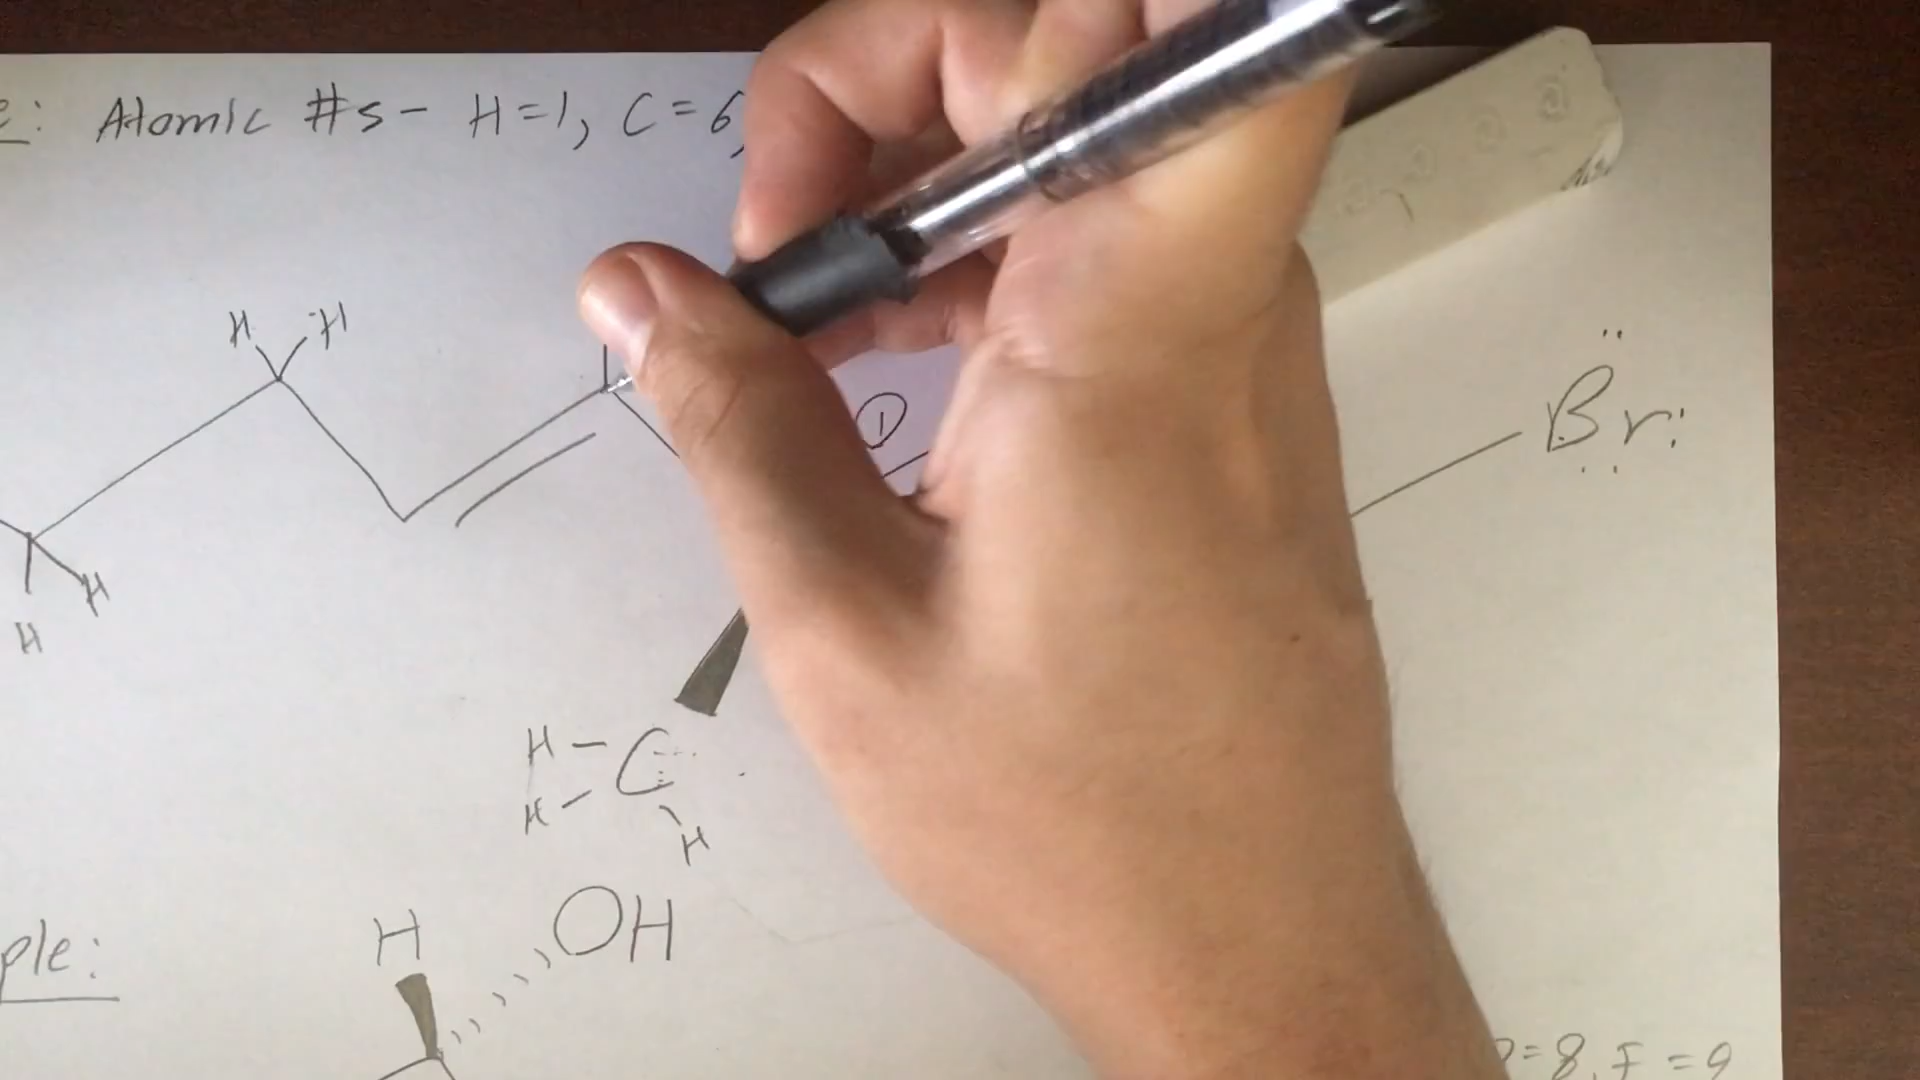 : Atomic #s - H=1, C=6,
H H
①
Br
H
H
H
C
H
H
H OH
ple:
=8, F=9